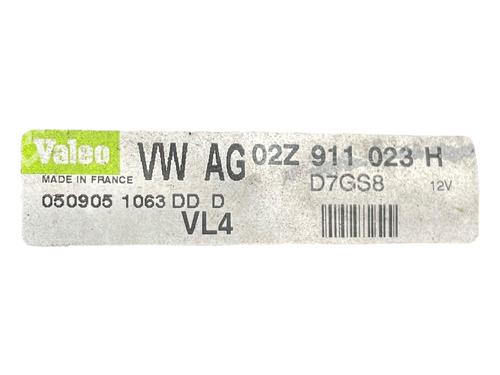 Valeo VW AG 02Z 911 023 H
MADE IN FRANCE D7GS8 12V
050905 1063 DD D
VL4